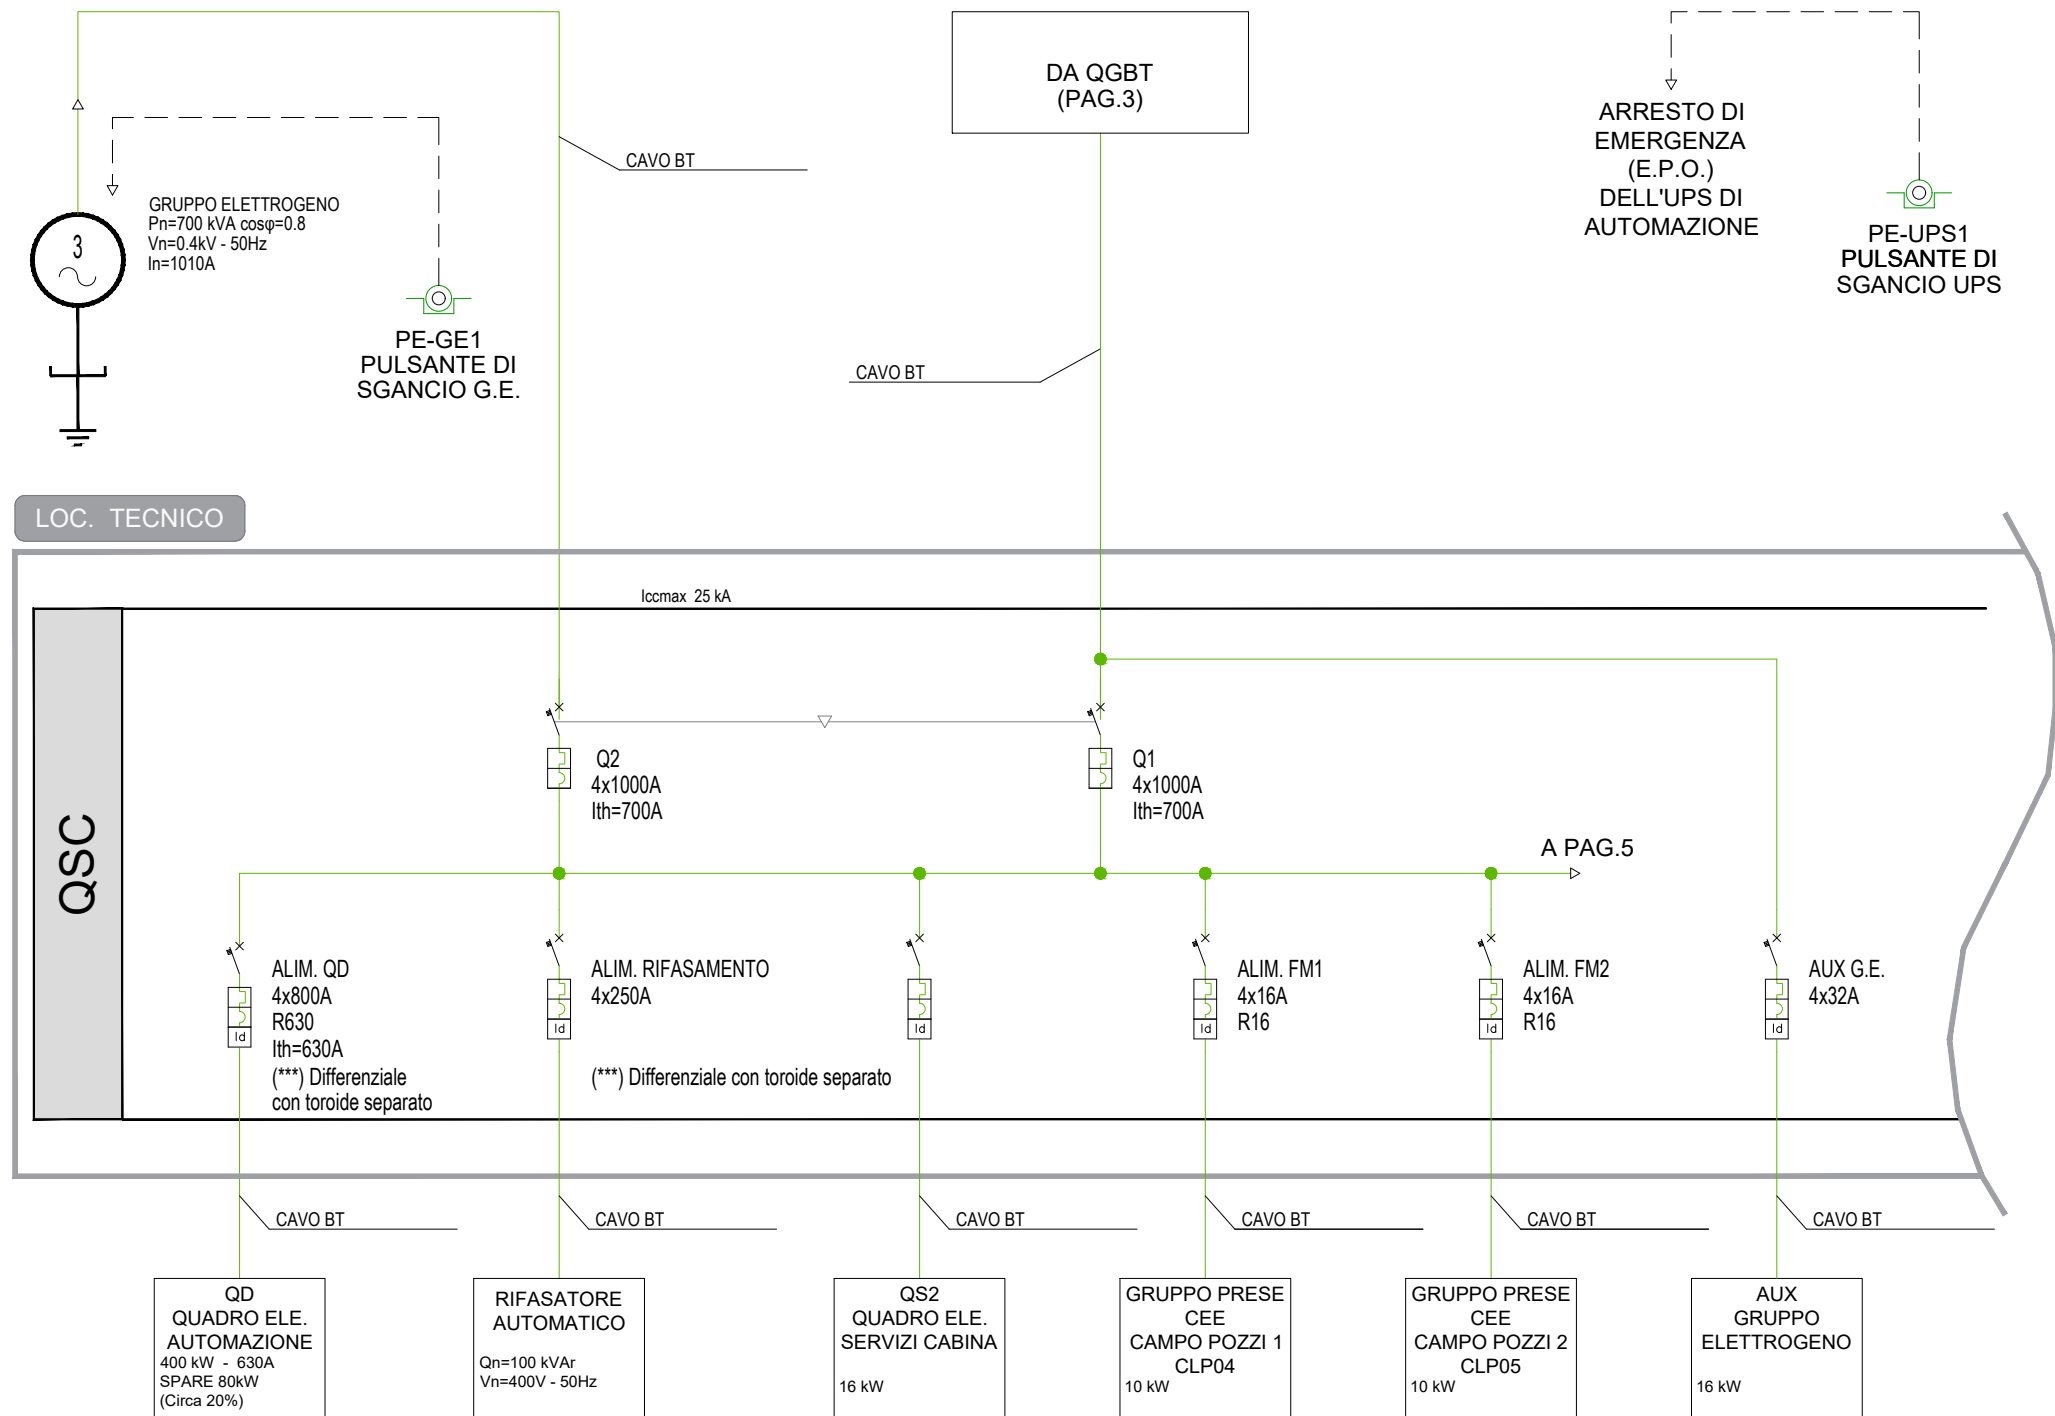 DA QGBT
(PAG.3)
ARRESTO DI
EMERGENZA
(E.P.O.)
DELL'UPS DI
AUTOMAZIONE
CAVO BT
GRUPPO ELETTROGENO
Pn=700 kVA cosφ=0.8
Vn=0.4kV - 50Hz
In=1010A
3
PE-UPS1
PULSANTE DI
SGANCIO UPS
PE-GE1
PULSANTE DI
SGANCIO G.E.
CAVO BT
LOC. TECNICO
Iccmax 25 kA
QSC
Q2
4x1000A
Ith=700A
Q1
4x1000A
Ith=700A
A PAG.5
ALIM. QD
4x800A
R630
Ith=630A
(***) Differenziale
con toroide separato
Id
ALIM. RIFASAMENTO
4x250A
(***) Differenziale con toroide separato
Id
Id
ALIM. FM1
4x16A
R16
Id
ALIM. FM2
4x16A
R16
Id
AUX G.E.
4x32A
Id
CAVO BT
CAVO BT
CAVO BT
CAVO BT
CAVO BT
CAVO BT
QD
QUADRO ELE.
AUTOMAZIONE
400 kW - 630A
SPARE 80kW
(Circa 20%)
RIFASATORE
AUTOMATICO
Qn=100 kVAr
Vn=400V - 50Hz
QS2
QUADRO ELE.
SERVIZI CABINA
16 kW
GRUPPO PRESE
CEE
CAMPO POZZI 1
CLP04
10 kW
GRUPPO PRESE
CEE
CAMPO POZZI 2
CLP05
10 kW
AUX
GRUPPO
ELETTROGENO
16 kW